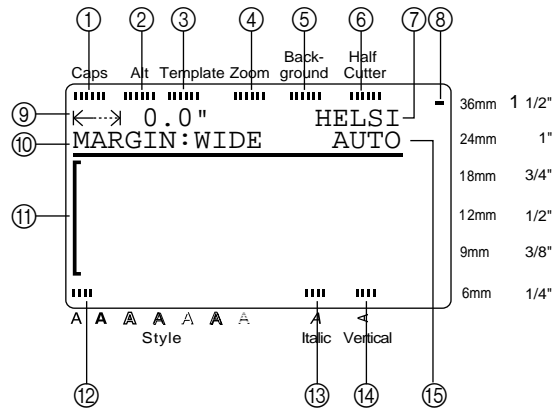 ① ② ③ ④ ⑤ ⑥ ⑦ ⑧
Caps Alt Template Zoom Back-ground Half Cutter
⑨ 0.0" HELSI
⑩ MARGIN:WIDE AUTO
⑪
36mm 1 1/2"
24mm 1"
18mm 3/4"
12mm 1/2"
9mm 3/8"
6mm 1/4"
A A A A A A A A A
Style Italic Vertical
⑫ ⑬ ⑭ ⑮